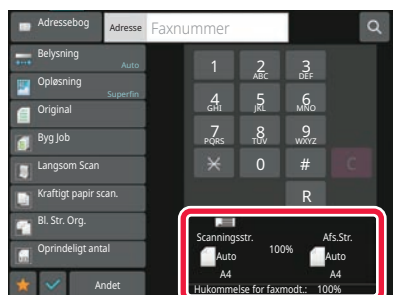 Adressebog Adresse Faxnummer
Belysning
Auto
Opløsning
Superfin
Original
Byg Job
Langsom Scan
Kraftigt papir scan.
Bl. Str. Org.
Oprindeligt antal
Andet
1 2 3
ABC DEF
4 5 6
GHI JKL MNO
7 8 9
PQRS TUV WXYZ
0 # C
R
Scanningsstr. Afs.Str.
Auto 100% Auto
A4 A4
Hukommelse for faxmodt.: 100%